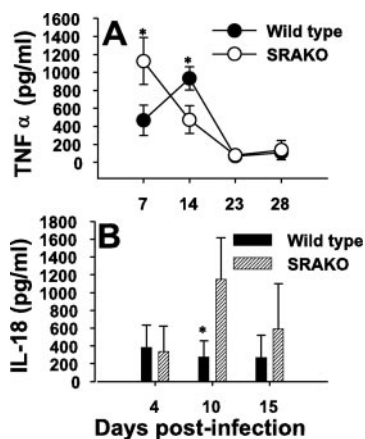 A
Wild type
SRAKO
TNF α (pg/ml)
1600
1400
1200
1000
800
600
400
200
0
*
*
7 14 23 28
B
Wild type
SRAKO
IL-18 (pg/ml)
1800
1600
1400
1200
1000
800
600
400
200
0
*
4 10 15
Days post-infection